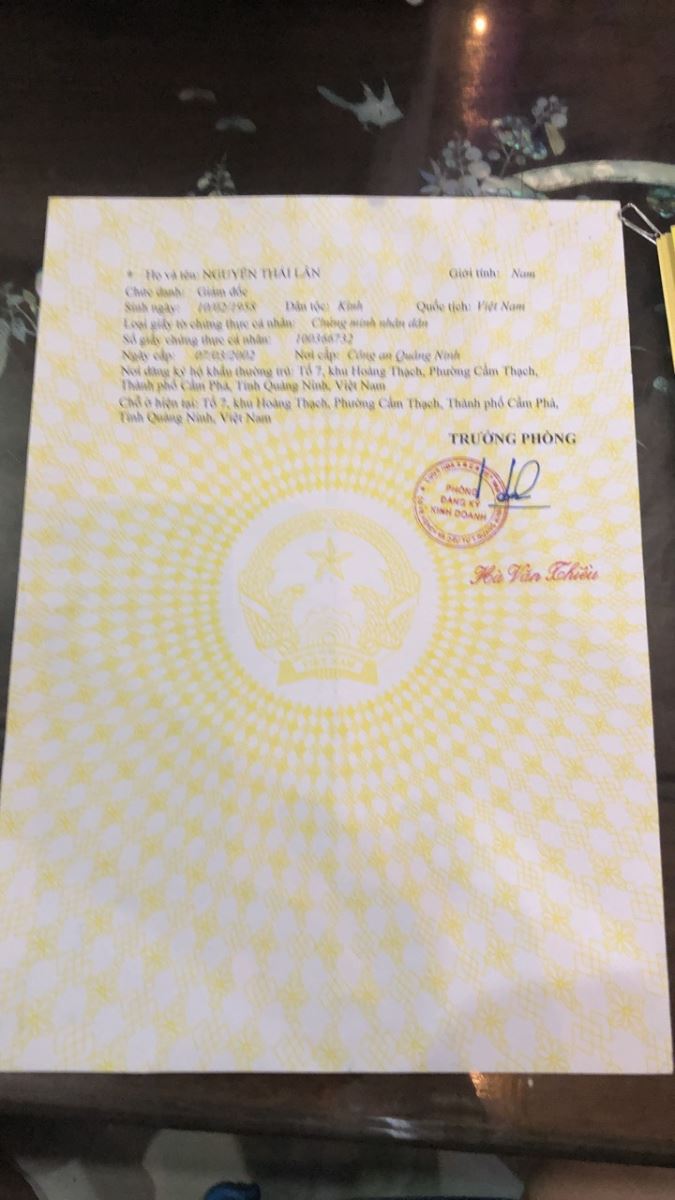 * Họ và tên: NGUYỄN THÁI LÂN Giới tính: Nam
Chức danh: Giám đốc
Sinh ngày: 10/02/1958 Dân tộc: Kinh Quốc tịch: Việt Nam
Loại giấy tờ chứng thực cá nhân: Chứng minh nhân dân
Số giấy chứng thực cá nhân: 100366732
Ngày cấp: 07/03/2002 Nơi cấp: Công an Quảng Ninh
Nơi đăng ký hộ khẩu thường trú: Tổ 7, khu Hoàng Thạch, Phường Cẩm Thạch,
Thành phố Cẩm Phả, Tỉnh Quảng Ninh, Việt Nam
Chỗ ở hiện tại: Tổ 7, khu Hoàng Thạch, Phường Cẩm Thạch, Thành phố Cẩm Phả,
Tỉnh Quảng Ninh, Việt Nam
TRƯỞNG PHÒNG
PHÒNG
ĐĂNG KÝ
KINH DOANH
Hà Văn Thiều
VIỆT NAM